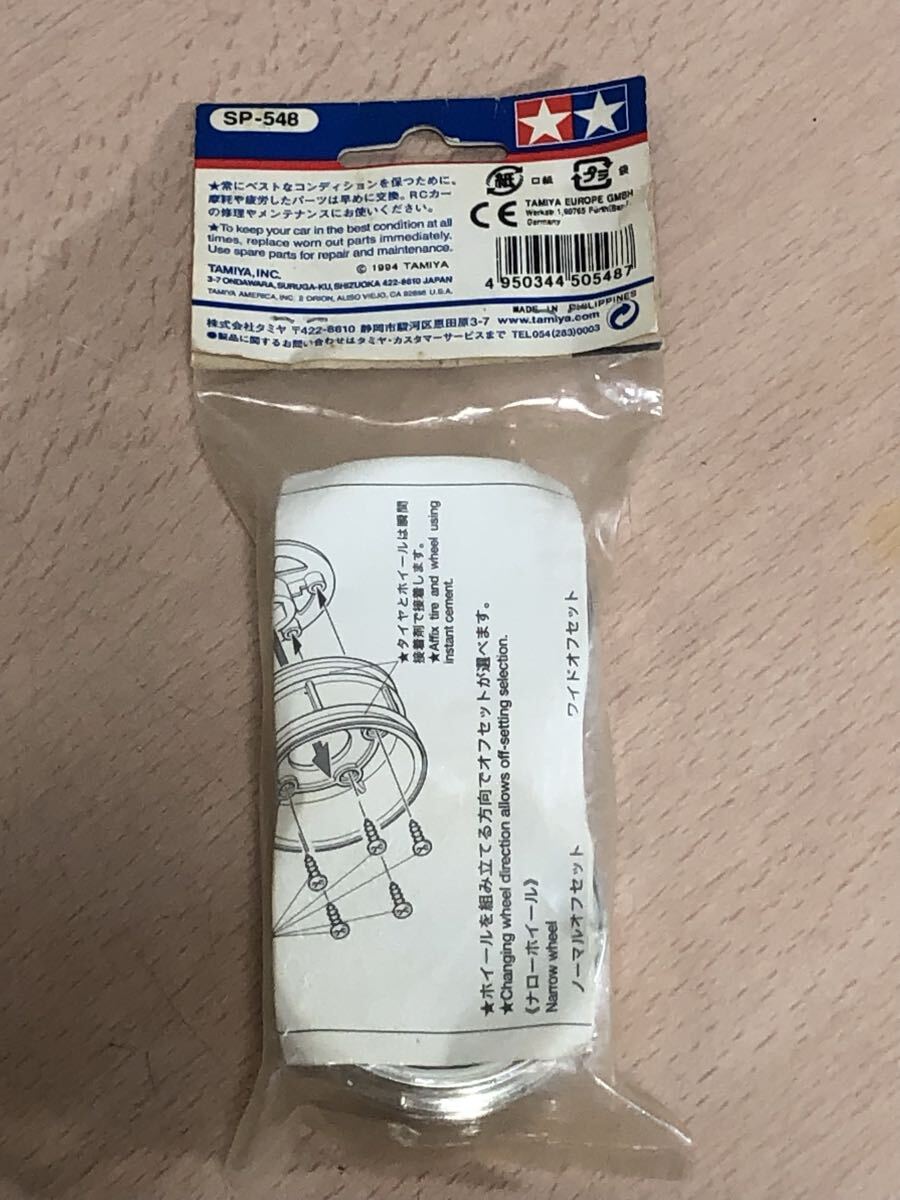 SP-548
★常にベストなコンディションを保つために、
摩耗や疲労したパーツは早めに交換。RCカー
の修理やメンテナンスにお使いください。
★To keep your car in the best condition at all
times, replace worn out parts immediately.
Use spare parts for repair and maintenance.
© 1994 TAMIYA
TAMIYA, INC.
3-7 ONDAWARA, SURUGA-KU, SHIZUOKA 422-8610 JAPAN
TAMIYA AMERICA, INC. 2 ORION, ALISO VIEJO, CA 92656 U.S.A.
紙 口紙
プラ 袋
CE
TAMIYA EUROPE GMBH
Werkstr.1, 90765 Fürth
Germany
4 950344 505487
MADE IN PHILIPPINES
株式会社タミヤ 〒422-8610 静岡市駿河区恩田原3-7 www.tamiya.com
●製品に関するお問い合わせはタミヤ・カスタマーサービスまで TEL054(283)0003
★タイヤとホイールは瞬間
接着剤で接着します。
★Affix tire and wheel using
instant cement.
★ホイールを組み立てる方向でオフセットが選べます。
★Changing wheel direction allows off-setting selection.
《ナローホイール》
Narrow wheel
ノーマルオフセット
ワイドオフセット